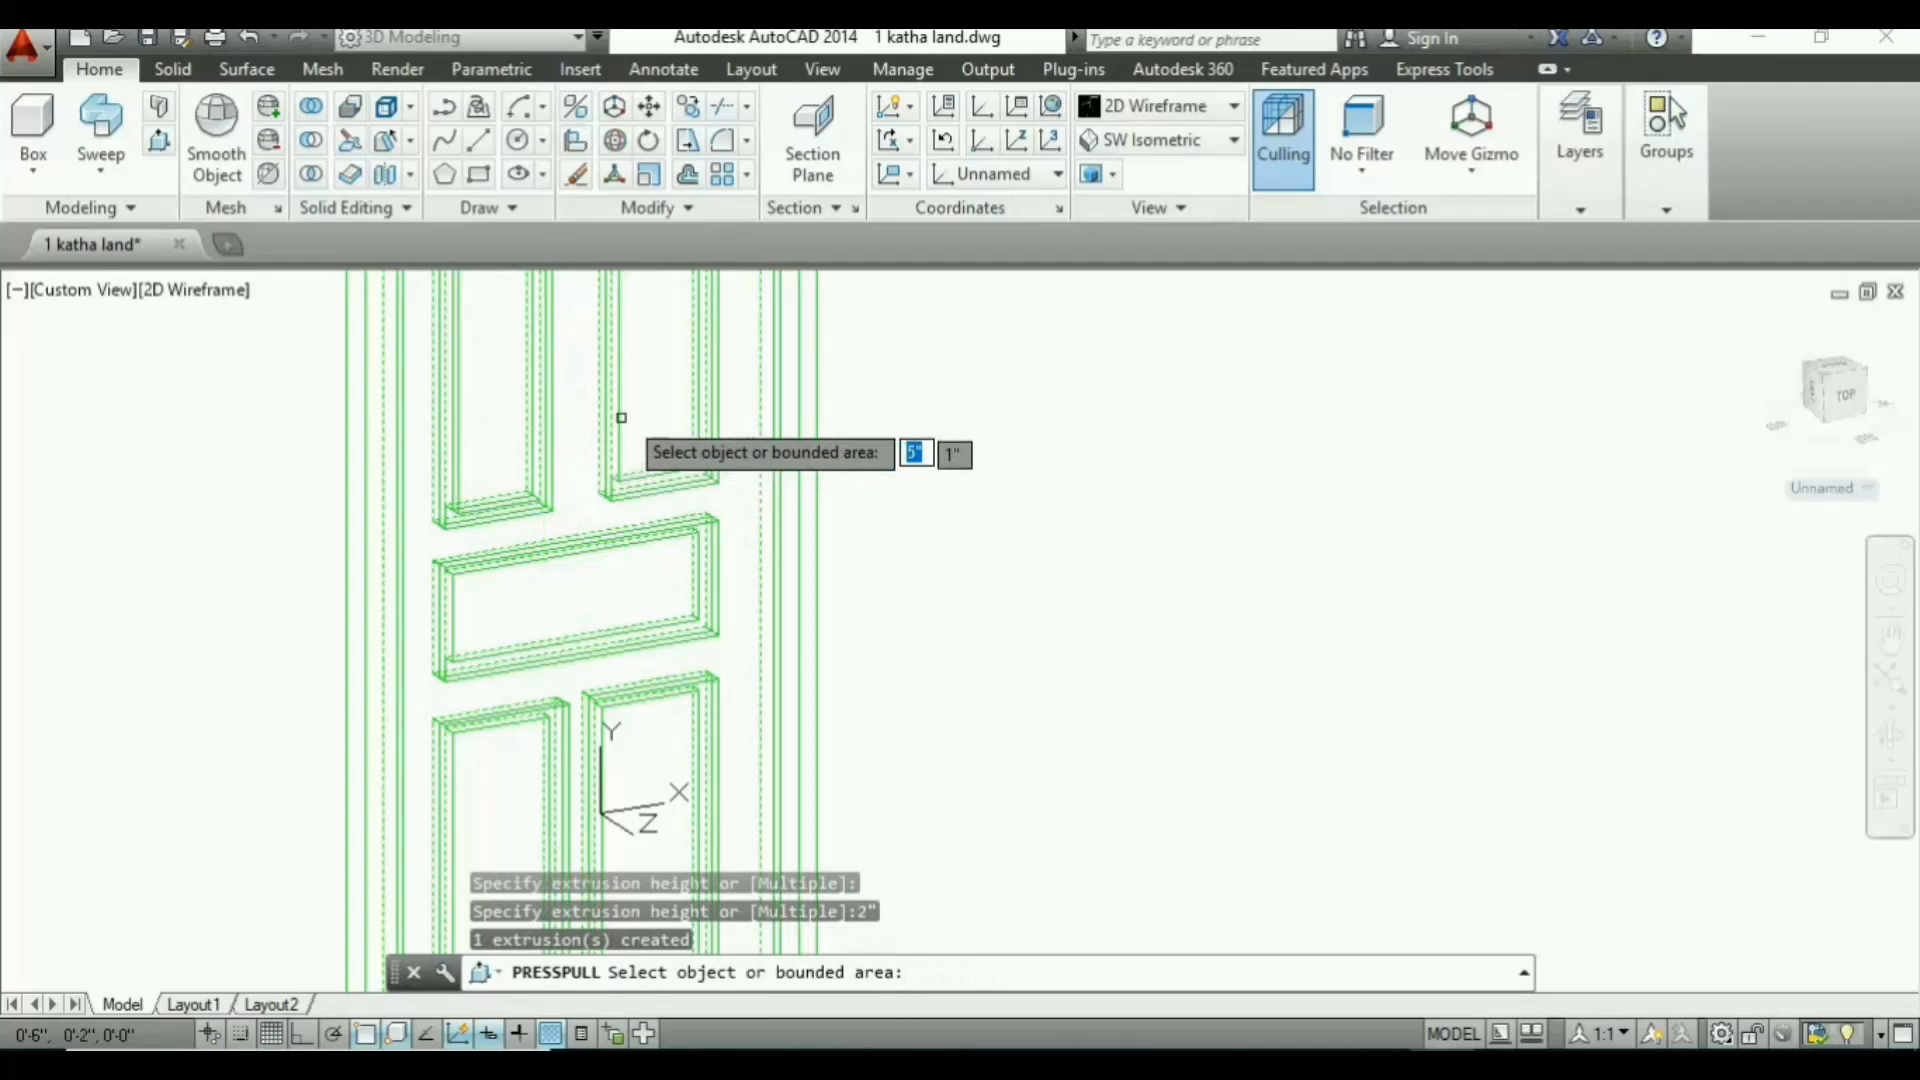 3D Modeling
Autodesk AutoCAD 2014 1 katha land.dwg
Type a keyword or phrase
Sign In
Home Solid Surface Mesh Render Parametric Insert Annotate Layout View Manage Output Plug-ins Autodesk 360 Featured Apps Express Tools
2D Wireframe
SW Isometric
Unnamed
Box Sweep Smooth Object Section Plane Culling No Filter Move Gizmo Layers Groups
Modeling Mesh Solid Editing Draw Modify Section Coordinates View Selection
1 katha land*
[−][Custom View][2D Wireframe]
TOP
Select object or bounded area: 5" 1"
Unnamed
Y
X
Z
Specify extrusion height or [Multiple]:
Specify extrusion height or [Multiple]:2"
1 extrusion(s) created
PRESSPULL Select object or bounded area:
Model Layout1 Layout2
0'-6", 0'-2", 0'-0"
MODEL
1:1